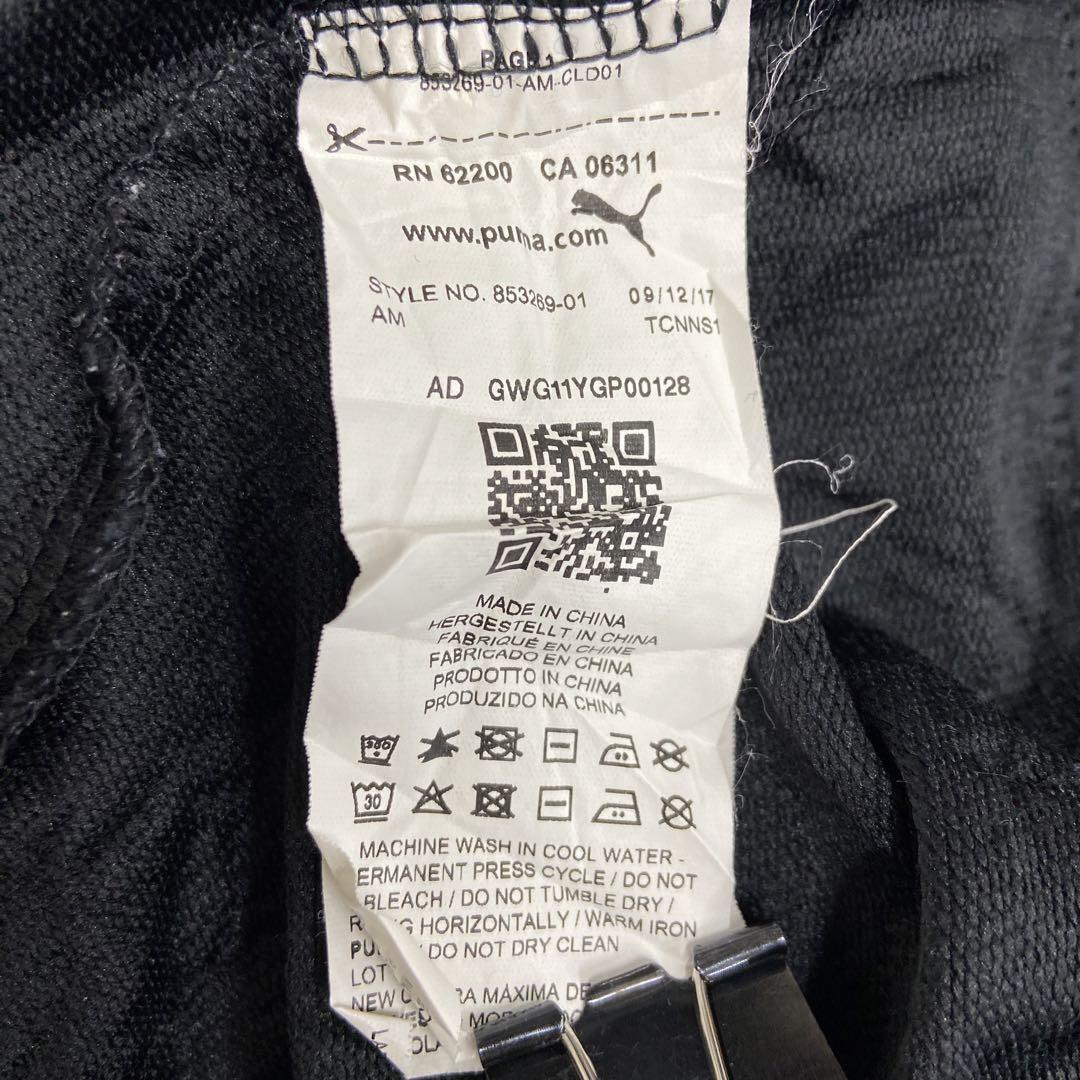 PAGE 1
853269-01-AM-CLD01
RN 62200 CA 06311
www.puma.com
STYLE NO. 853269-01 09/12/17
AM TCNNS1
AD GWG11YGP00128
MADE IN CHINA
HERGESTELLT IN CHINA
FABRIQUÉ EN CHINE
FABRICADO EN CHINA
PRODOTTO IN CHINA
PRODUZIDO NA CHINA
30
MACHINE WASH IN COOL WATER -
ERMANENT PRESS CYCLE / DO NOT
BLEACH / DO NOT TUMBLE DRY /
HORIZONTALLY / WARM IRON
DO NOT DRY CLEAN
LOT
NEW
MÁXIMA DE